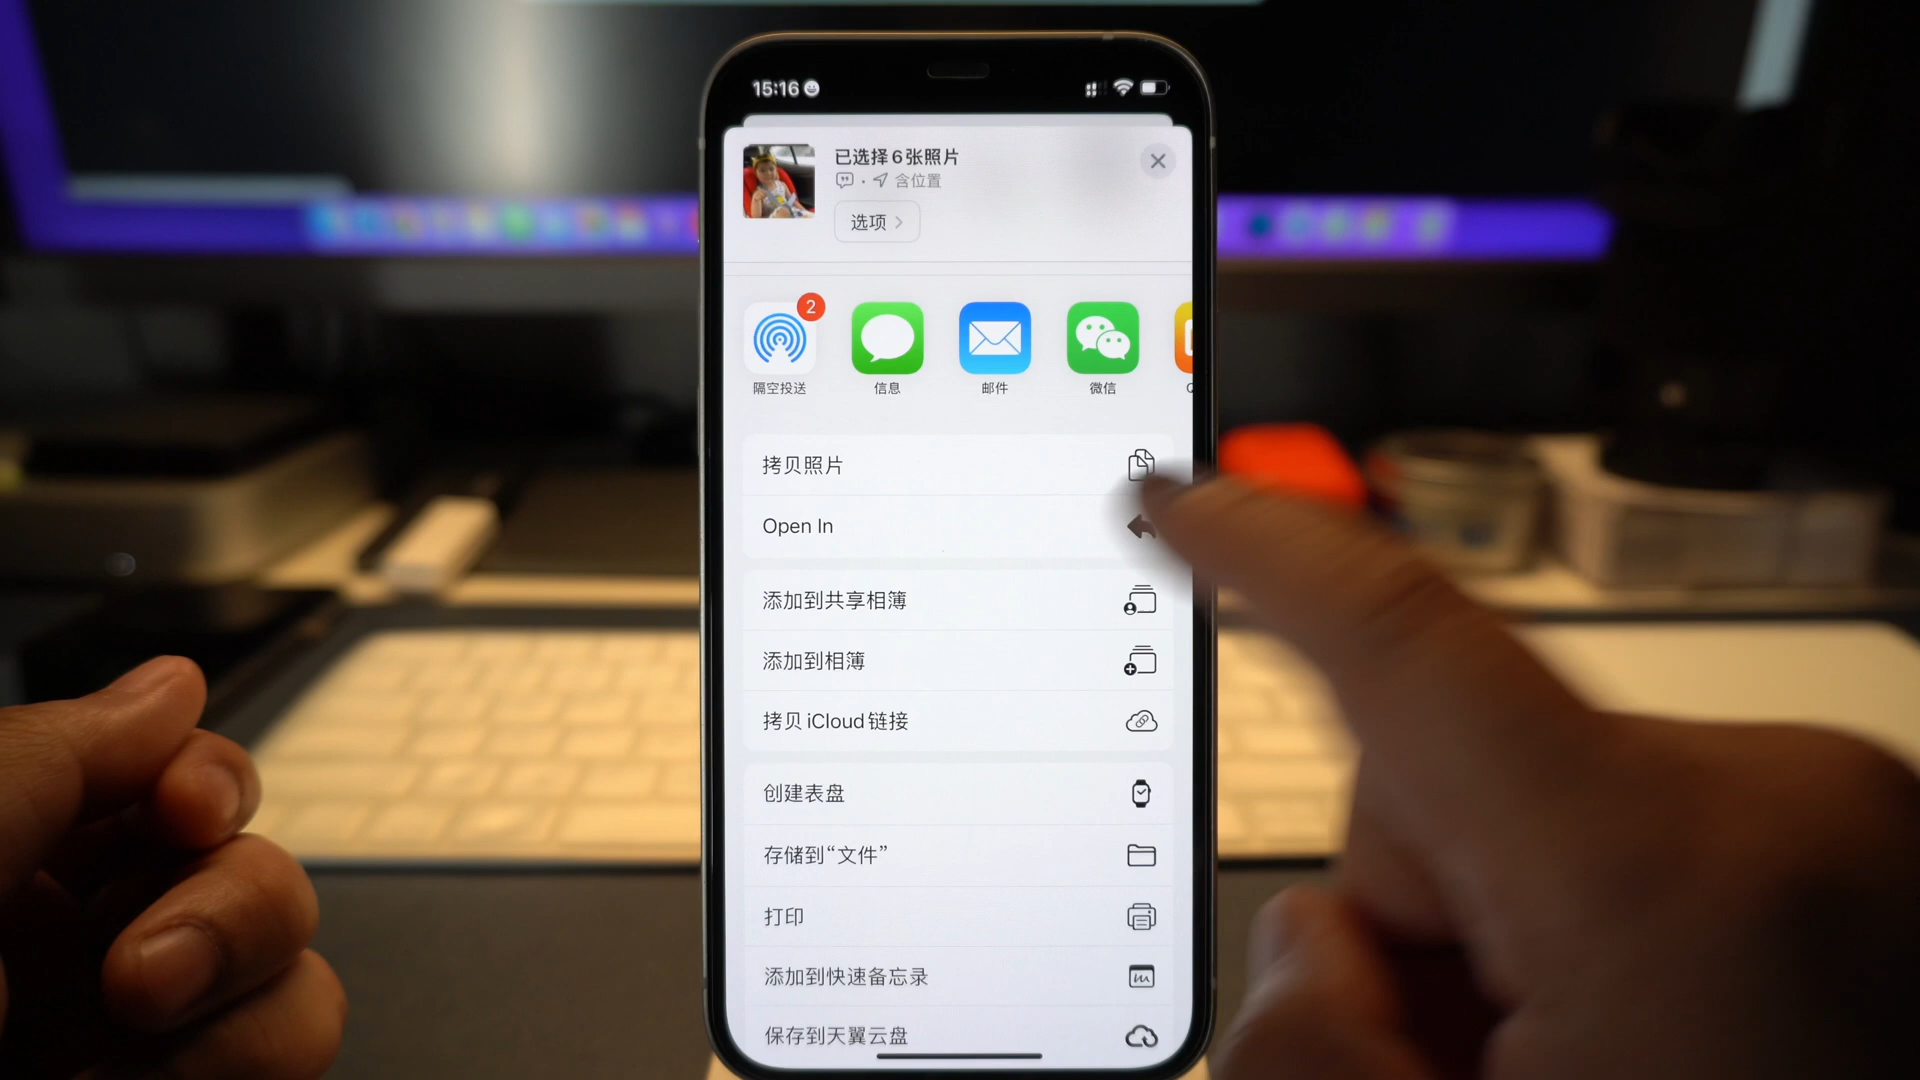 15:16
已选择6张照片
含位置
选项
2
隔空投送
信息
邮件
微信
拷贝照片
Open In
添加到共享相簿
添加到相簿
拷贝 iCloud 链接
创建表盘
存储到“文件”
打印
添加到快速备忘录
保存到天翼云盘